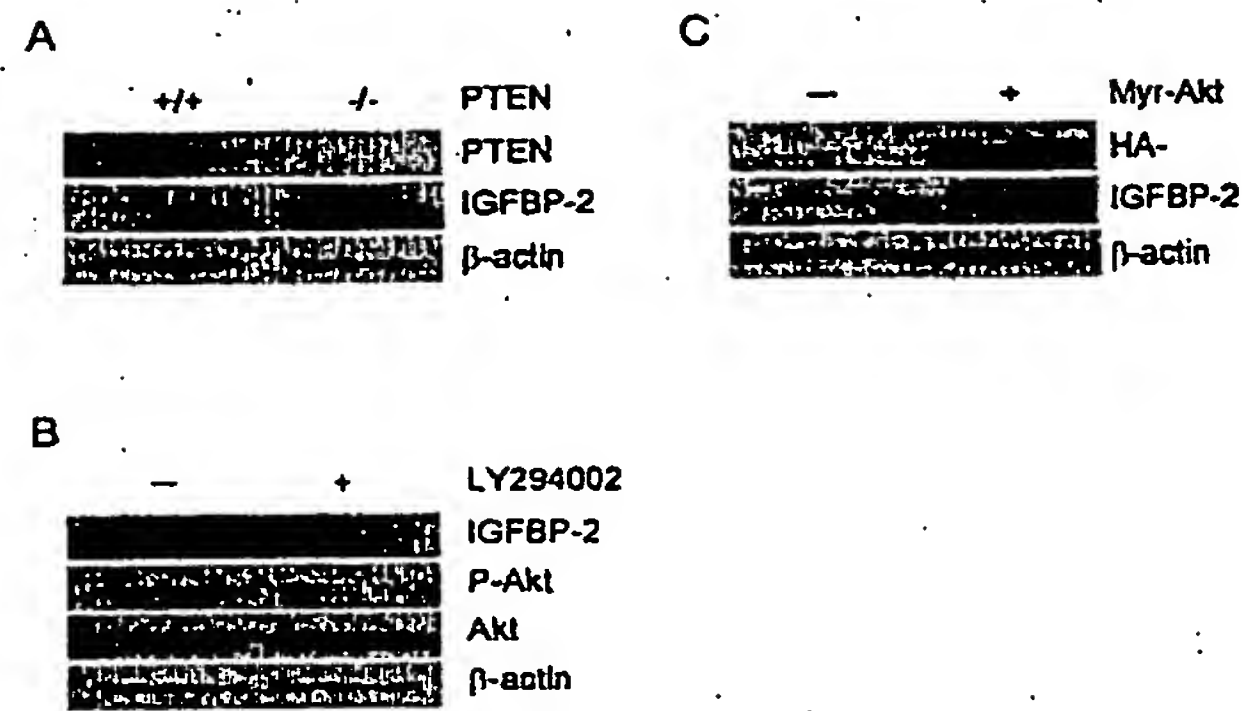 A
+/+ -/- PTEN
PTEN
IGFBP-2
β-actin
C
— + Myr-Akt
HA-
IGFBP-2
β-actin
B
— + LY294002
IGFBP-2
P-Akt
Akt
β-actin